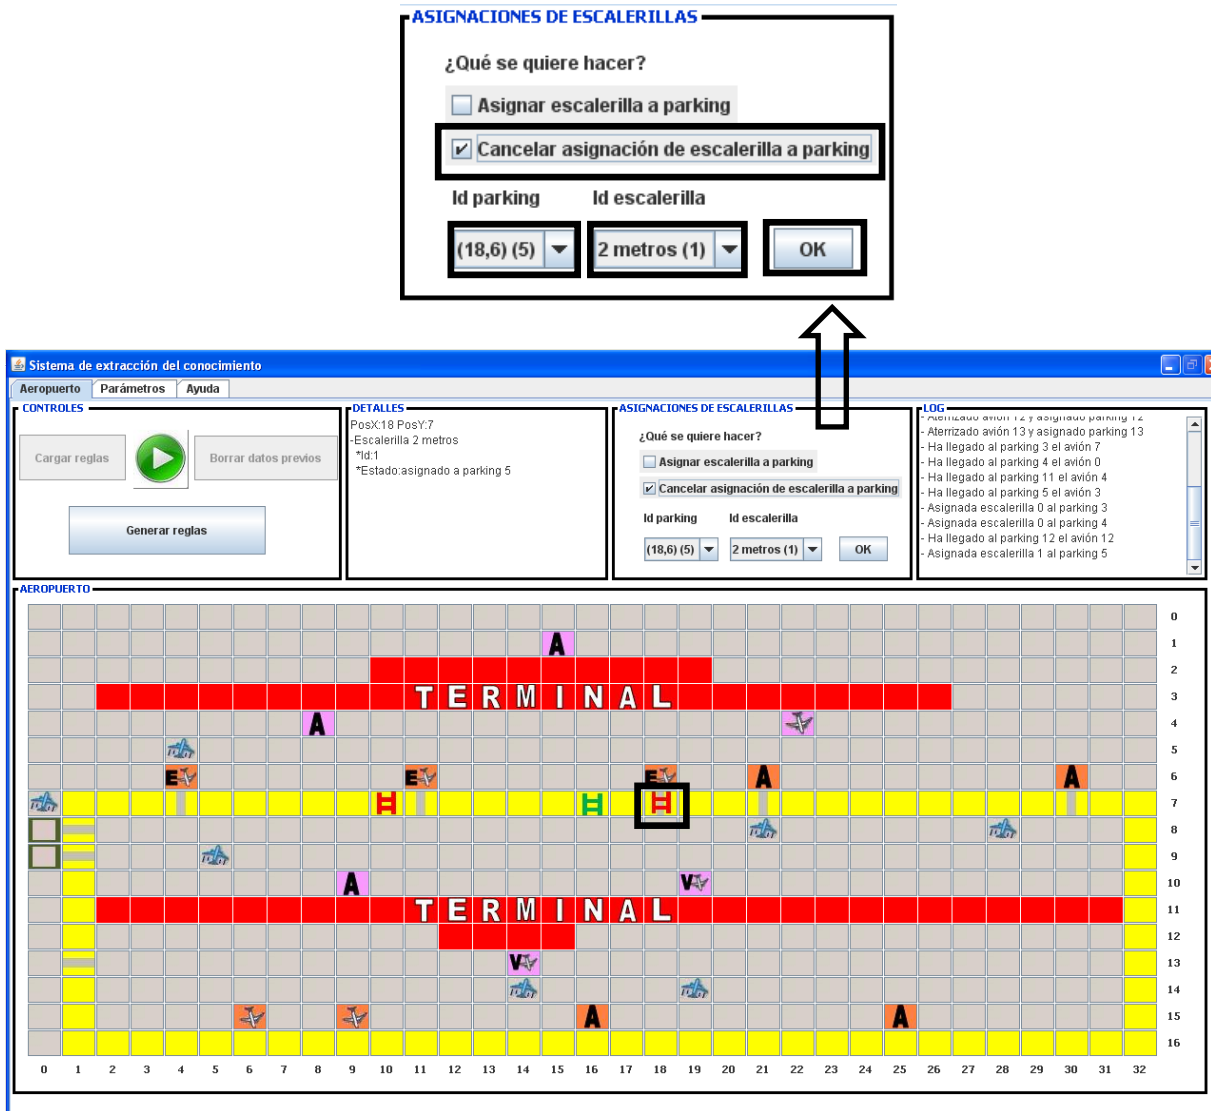 ASIGNACIONES DE ESCALERILLAS
¿Qué se quiere hacer?
Asignar escalerilla a parking
Cancelar asignación de escalerilla a parking
Id parking Id escalerilla
(18,6) (5) 2 metros (1) OK
Sistema de extracción del conocimiento
Aeropuerto Parámetros Ayuda
CONTROLES
Cargar reglas
Borrar datos previos
Generar reglas
DETALLES
PosX:18 PosY:7
-Escalerilla 2 metros
*Id:1
*Estado:asignado a parking 5
ASIGNACIONES DE ESCALERILLAS
¿Qué se quiere hacer?
Asignar escalerilla a parking
Cancelar asignación de escalerilla a parking
Id parking Id escalerilla
(18,6) (5) 2 metros (1) OK
LOG
- Aterrizado avión 12 y asignado parking 12
- Aterrizado avión 13 y asignado parking 13
- Ha llegado al parking 3 el avión 7
- Ha llegado al parking 4 el avión 0
- Ha llegado al parking 11 el avión 4
- Ha llegado al parking 5 el avión 3
- Asignada escalerilla 0 al parking 3
- Asignada escalerilla 0 al parking 4
- Ha llegado al parking 12 el avión 12
- Asignada escalerilla 1 al parking 5
AEROPUERTO
0
A 1
2
TERMINAL 3
A 4
5
E E E A A 6
7
8
9
A V 10
TERMINAL 11
12
V 13
14
A A 15
16
0 1 2 3 4 5 6 7 8 9 10 11 12 13 14 15 16 17 18 19 20 21 22 23 24 25 26 27 28 29 30 31 32